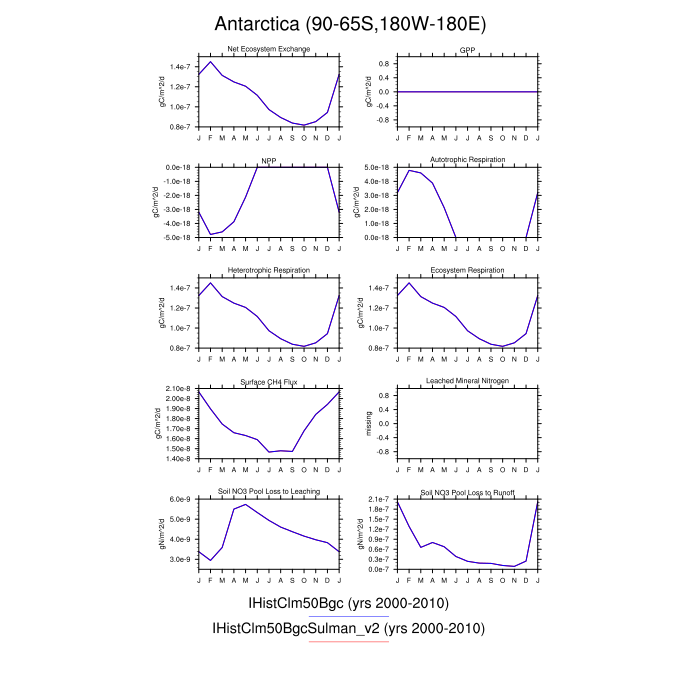 Antarctica (90-65S,180W-180E)
Net Ecosystem Exchange
gC/m^2/d
1.4e-7
1.2e-7
1.0e-7
0.8e-7
J F M A M J J A S O N D J
GPP
gC/m^2/d
0.8
0.4
0.0
-0.4
-0.8
J F M A M J J A S O N D J
NPP
gC/m^2/d
0.0e-18
-1.0e-18
-2.0e-18
-3.0e-18
-4.0e-18
-5.0e-18
J F M A M J J A S O N D J
Autotrophic Respiration
gC/m^2/d
5.0e-18
4.0e-18
3.0e-18
2.0e-18
1.0e-18
0.0e-18
J F M A M J J A S O N D J
Heterotrophic Respiration
gC/m^2/d
1.4e-7
1.2e-7
1.0e-7
0.8e-7
J F M A M J J A S O N D J
Ecosystem Respiration
gC/m^2/d
1.4e-7
1.2e-7
1.0e-7
0.8e-7
J F M A M J J A S O N D J
Surface CH4 Flux
gC/m^2/d
2.10e-8
2.00e-8
1.90e-8
1.80e-8
1.70e-8
1.60e-8
1.50e-8
1.40e-8
J F M A M J J A S O N D J
Leached Mineral Nitrogen
missing
0.8
0.4
0.0
-0.4
-0.8
J F M A M J J A S O N D J
Soil NO3 Pool Loss to Leaching
gN/m^2/d
6.0e-9
5.0e-9
4.0e-9
3.0e-9
J F M A M J J A S O N D J
Soil NO3 Pool Loss to Runoff
gN/m^2/d
2.1e-7
1.8e-7
1.5e-7
1.2e-7
0.9e-7
0.6e-7
0.3e-7
0.0e-7
J F M A M J J A S O N D J
IHistClm50Bgc (yrs 2000-2010)
IHistClm50BgcSulman_v2 (yrs 2000-2010)